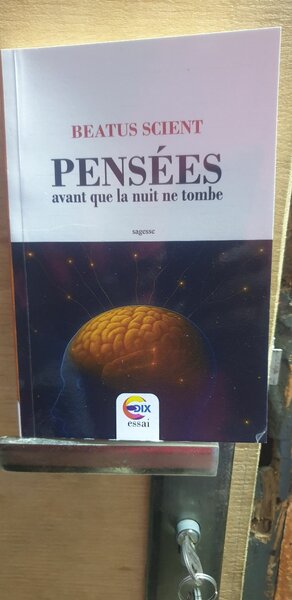 BEATUS SCIENT
PENSÉES
avant que la nuit ne tombe
sagesse
DIX
essai